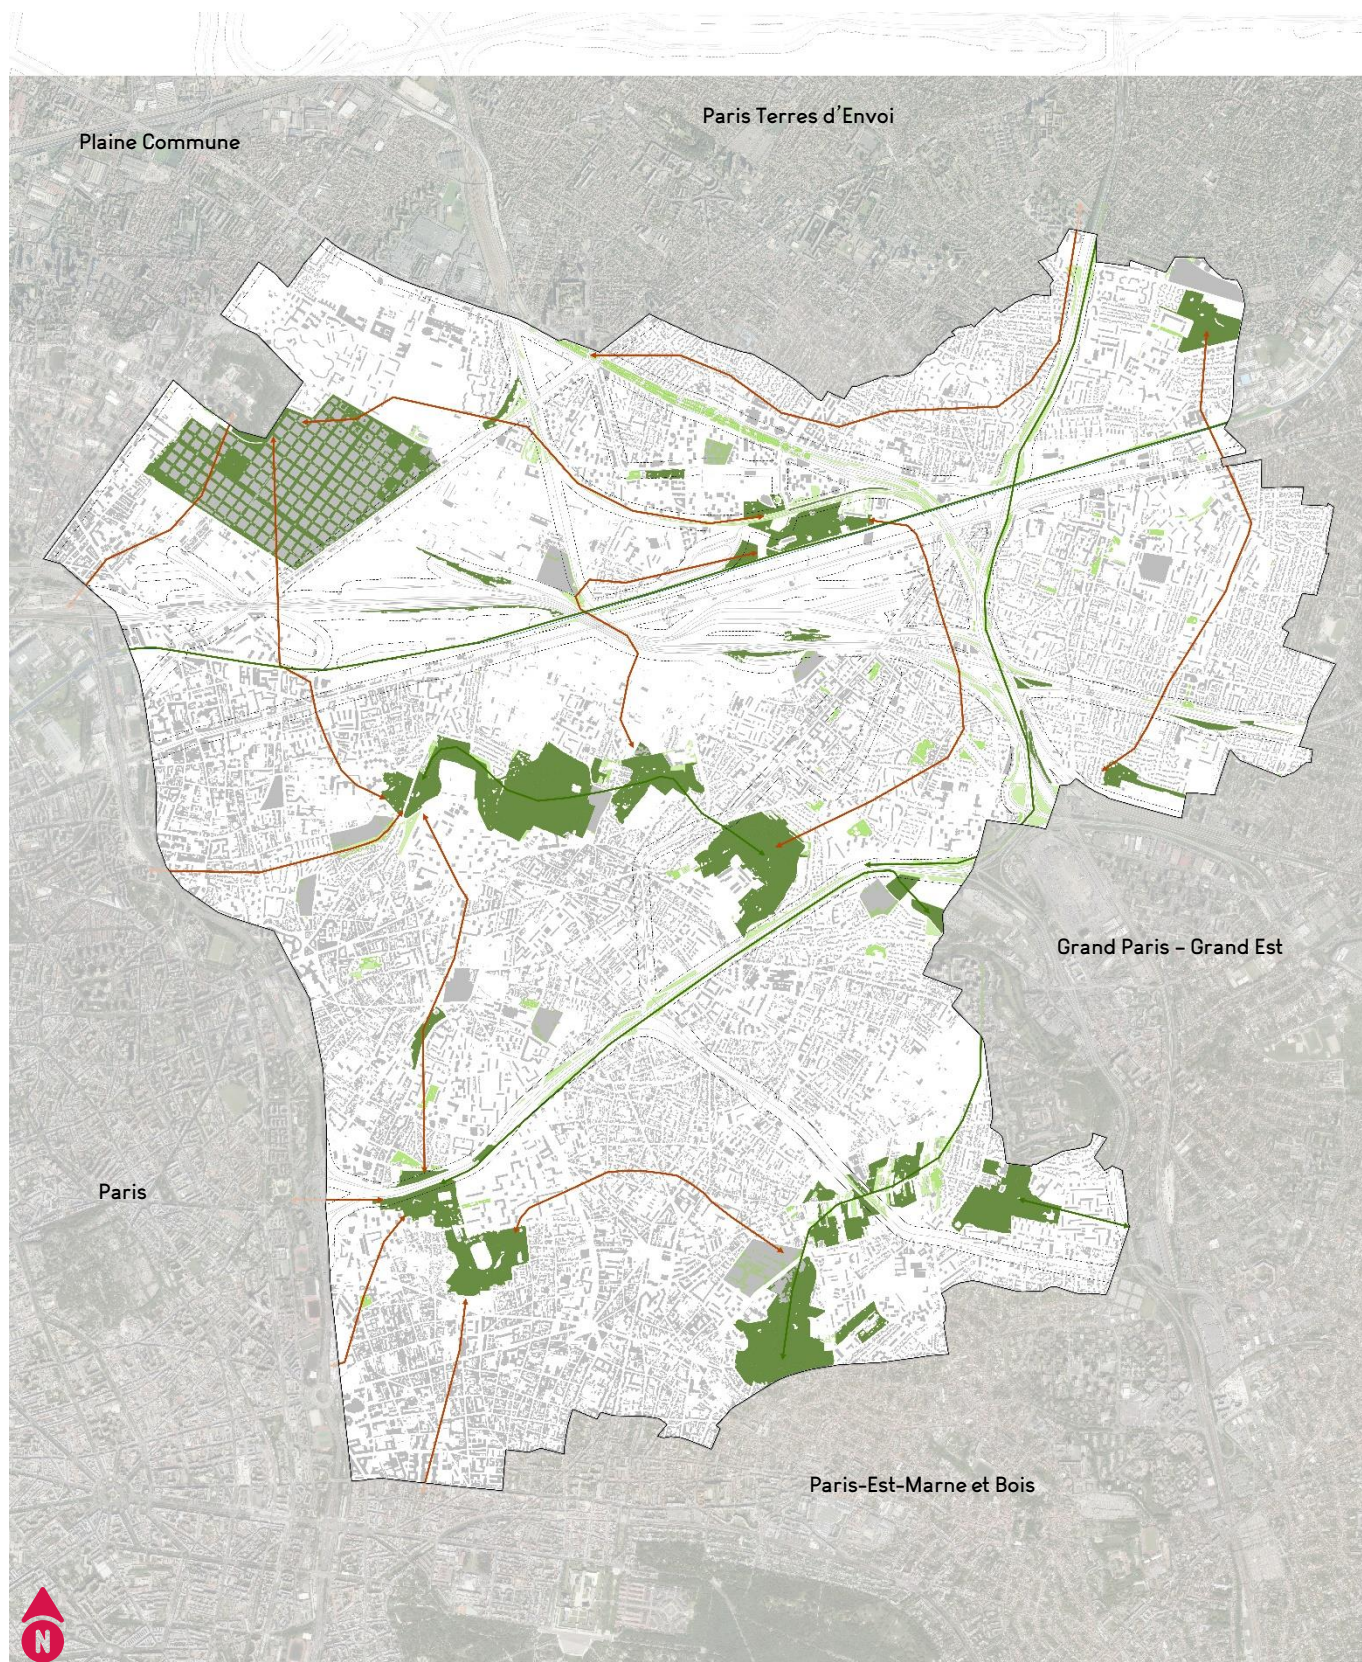 Paris Terres d'Envoi
Plaine Commune
Grand Paris – Grand Est
Paris
Paris-Est-Marne et Bois
N